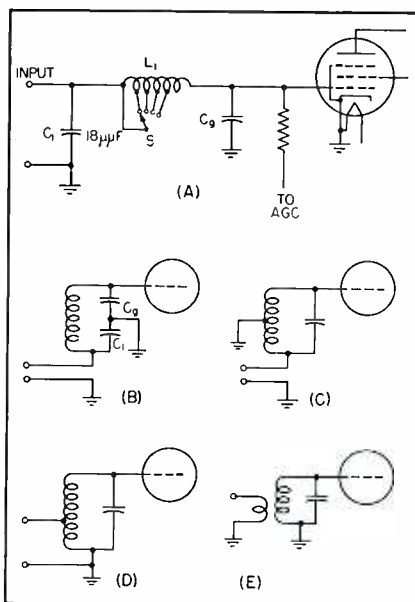 L1
INPUT
C1
18μμF
S
Cg
(A)
TO
AGC
Cg
C1
(B)
(C)
(D)
(E)